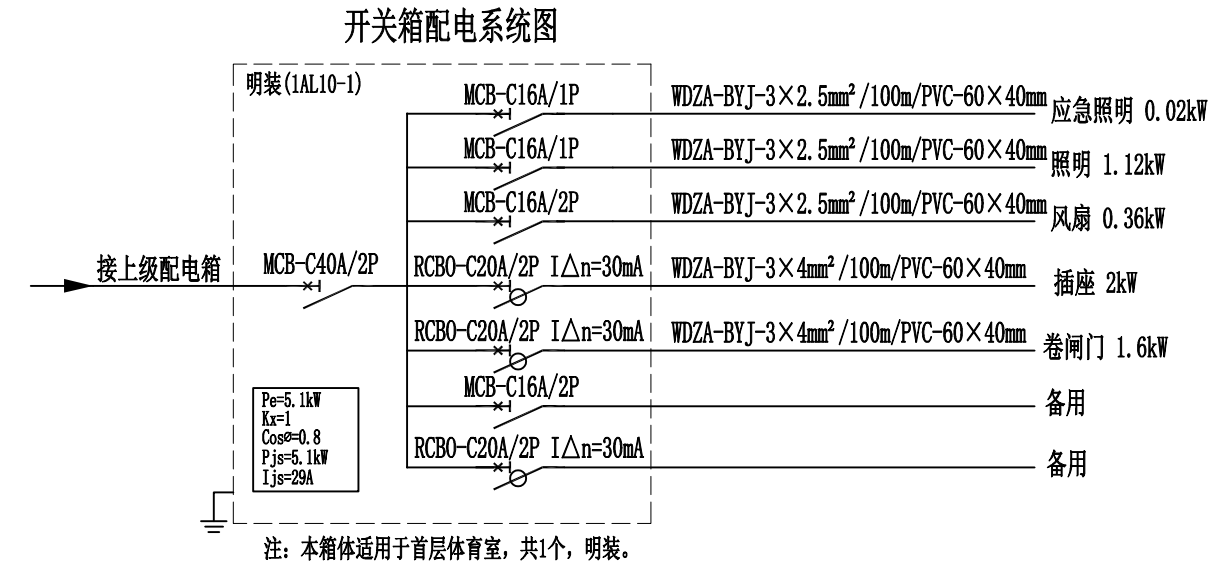 开关箱配电系统图
明装(1AL10-1)
MCB-C16A/1P WDZA-BYJ-3×2.5mm²/100m/PVC-60×40mm 应急照明 0.02kW
MCB-C16A/1P WDZA-BYJ-3×2.5mm²/100m/PVC-60×40mm 照明 1.12kW
MCB-C16A/2P WDZA-BYJ-3×2.5mm²/100m/PVC-60×40mm 风扇 0.36kW
接上级配电箱 MCB-C40A/2P RCBO-C20A/2P I△n=30mA WDZA-BYJ-3×4mm²/100m/PVC-60×40mm 插座 2kW
RCBO-C20A/2P I△n=30mA WDZA-BYJ-3×4mm²/100m/PVC-60×40mm 卷闸门 1.6kW
MCB-C16A/2P 备用
RCBO-C20A/2P I△n=30mA 备用
Pe=5.1kW
Kx=1
Cosø=0.8
Pjs=5.1kW
Ijs=29A
注：本箱体适用于首层体育室，共1个，明装。